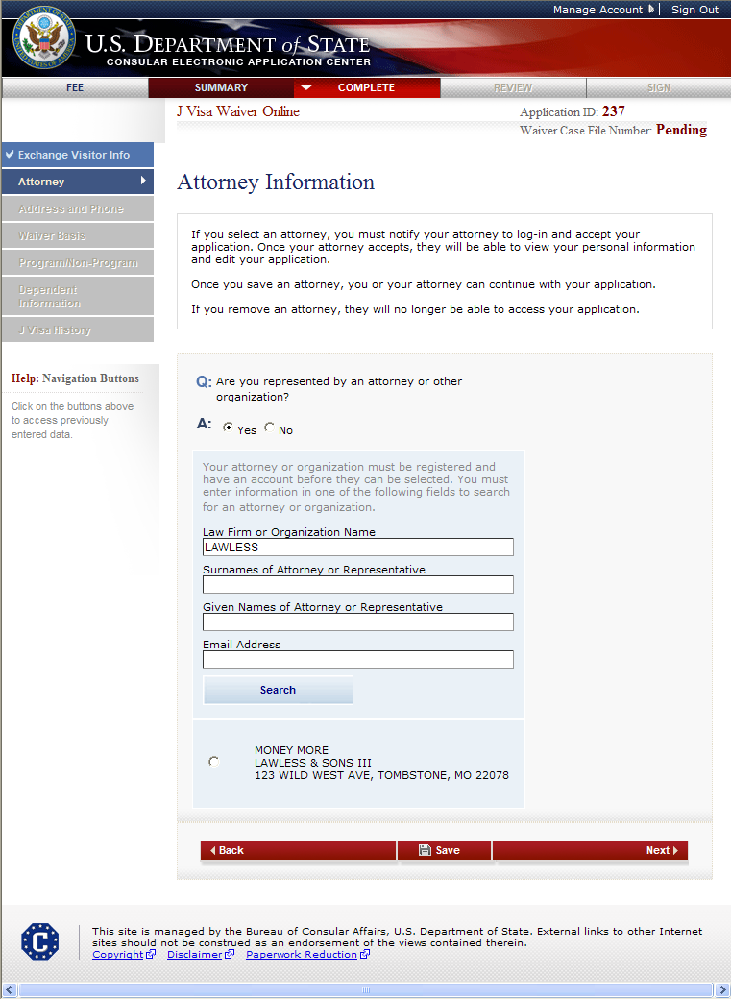 Manage Account | Sign Out
U.S. DEPARTMENT of STATE
CONSULAR ELECTRONIC APPLICATION CENTER
FEE SUMMARY COMPLETE REVIEW SIGN
J Visa Waiver Online
Application ID: 237
Waiver Case File Number: Pending
Exchange Visitor Info
Attorney
Address and Phone
Waiver Basis
Program/Non-Program
Dependent
Information
J Visa History
Help: Navigation Buttons
Click on the buttons above
to access previously
entered data.
Attorney Information
If you select an attorney, you must notify your attorney to log-in and accept your
application. Once your attorney accepts, they will be able to view your personal information
and edit your application.
Once you save an attorney, you or your attorney can continue with your application.
If you remove an attorney, they will no longer be able to access your application.
Q: Are you represented by an attorney or other
organization?
A: Yes No
Your attorney or organization must be registered and
have an account before they can be selected. You must
enter information in one of the following fields to search
for an attorney or organization.
Law Firm or Organization Name
LAWLESS
Surnames of Attorney or Representative
Given Names of Attorney or Representative
Email Address
Search
MONEY MORE
LAWLESS & SONS III
123 WILD WEST AVE, TOMBSTONE, MO 22078
Back Save Next
C
This site is managed by the Bureau of Consular Affairs, U.S. Department of State. External links to other Internet
sites should not be construed as an endorsement of the views contained therein.
Copyright Disclaimer Paperwork Reduction